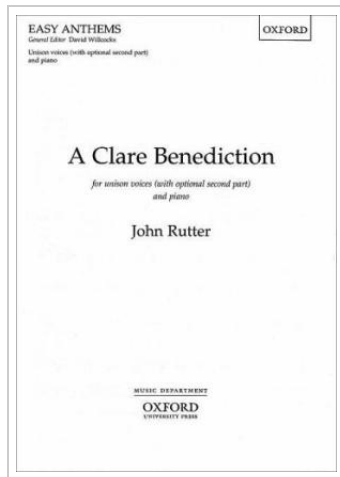 EASY ANTHEMS
OXFORD
General Editor David Willcocks
Unison voices (with optional second part)
and piano
A Clare Benediction
for unison voices (with optional second part)
and piano
John Rutter
MUSIC DEPARTMENT
OXFORD
UNIVERSITY PRESS